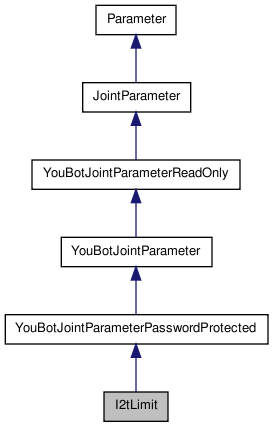 Parameter
JointParameter
YouBotJointParameterReadOnly
YouBotJointParameter
YouBotJointParameterPasswordProtected
I2tLimit